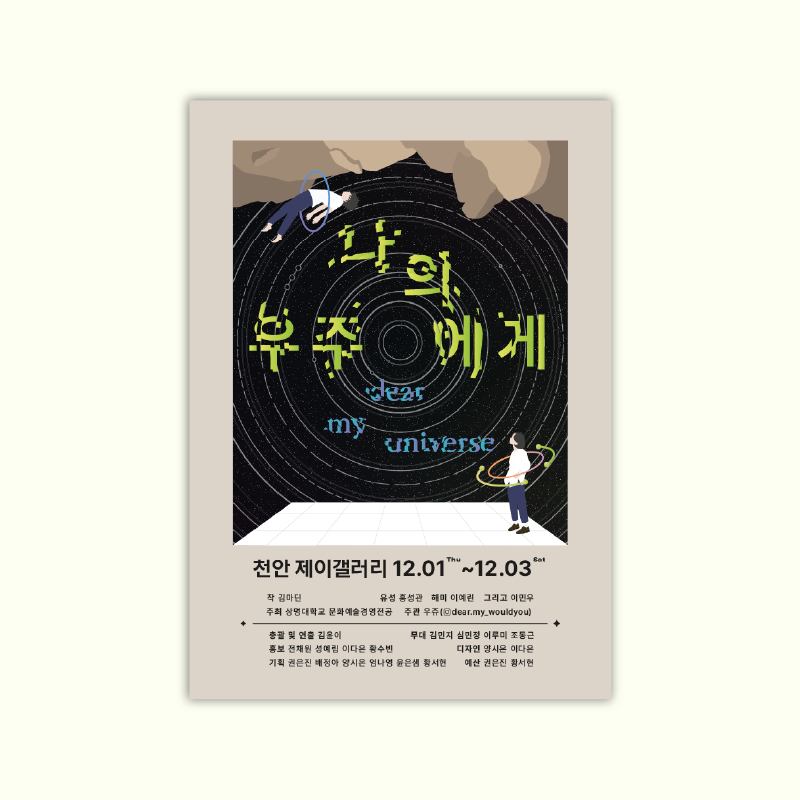 나의
우주에게
dear
my
universe
천안 제이갤러리 12.01Thu~12.03Sat
작 김마딘 유성 홍성관 해미 이예린 그리고 이민우
주최 상명대학교 문화예술경영전공 주관 우쥬(@dear.my_wouldyou)
총괄 및 연출 김윤이 무대 김민지 심민정 이루미 조동근
홍보 전채원 성예림 이다은 황수빈 디자인 양시은 이다은
기획 권은진 배정아 양시은 엄나영 윤은샘 황서현 예산 권은진 황서현